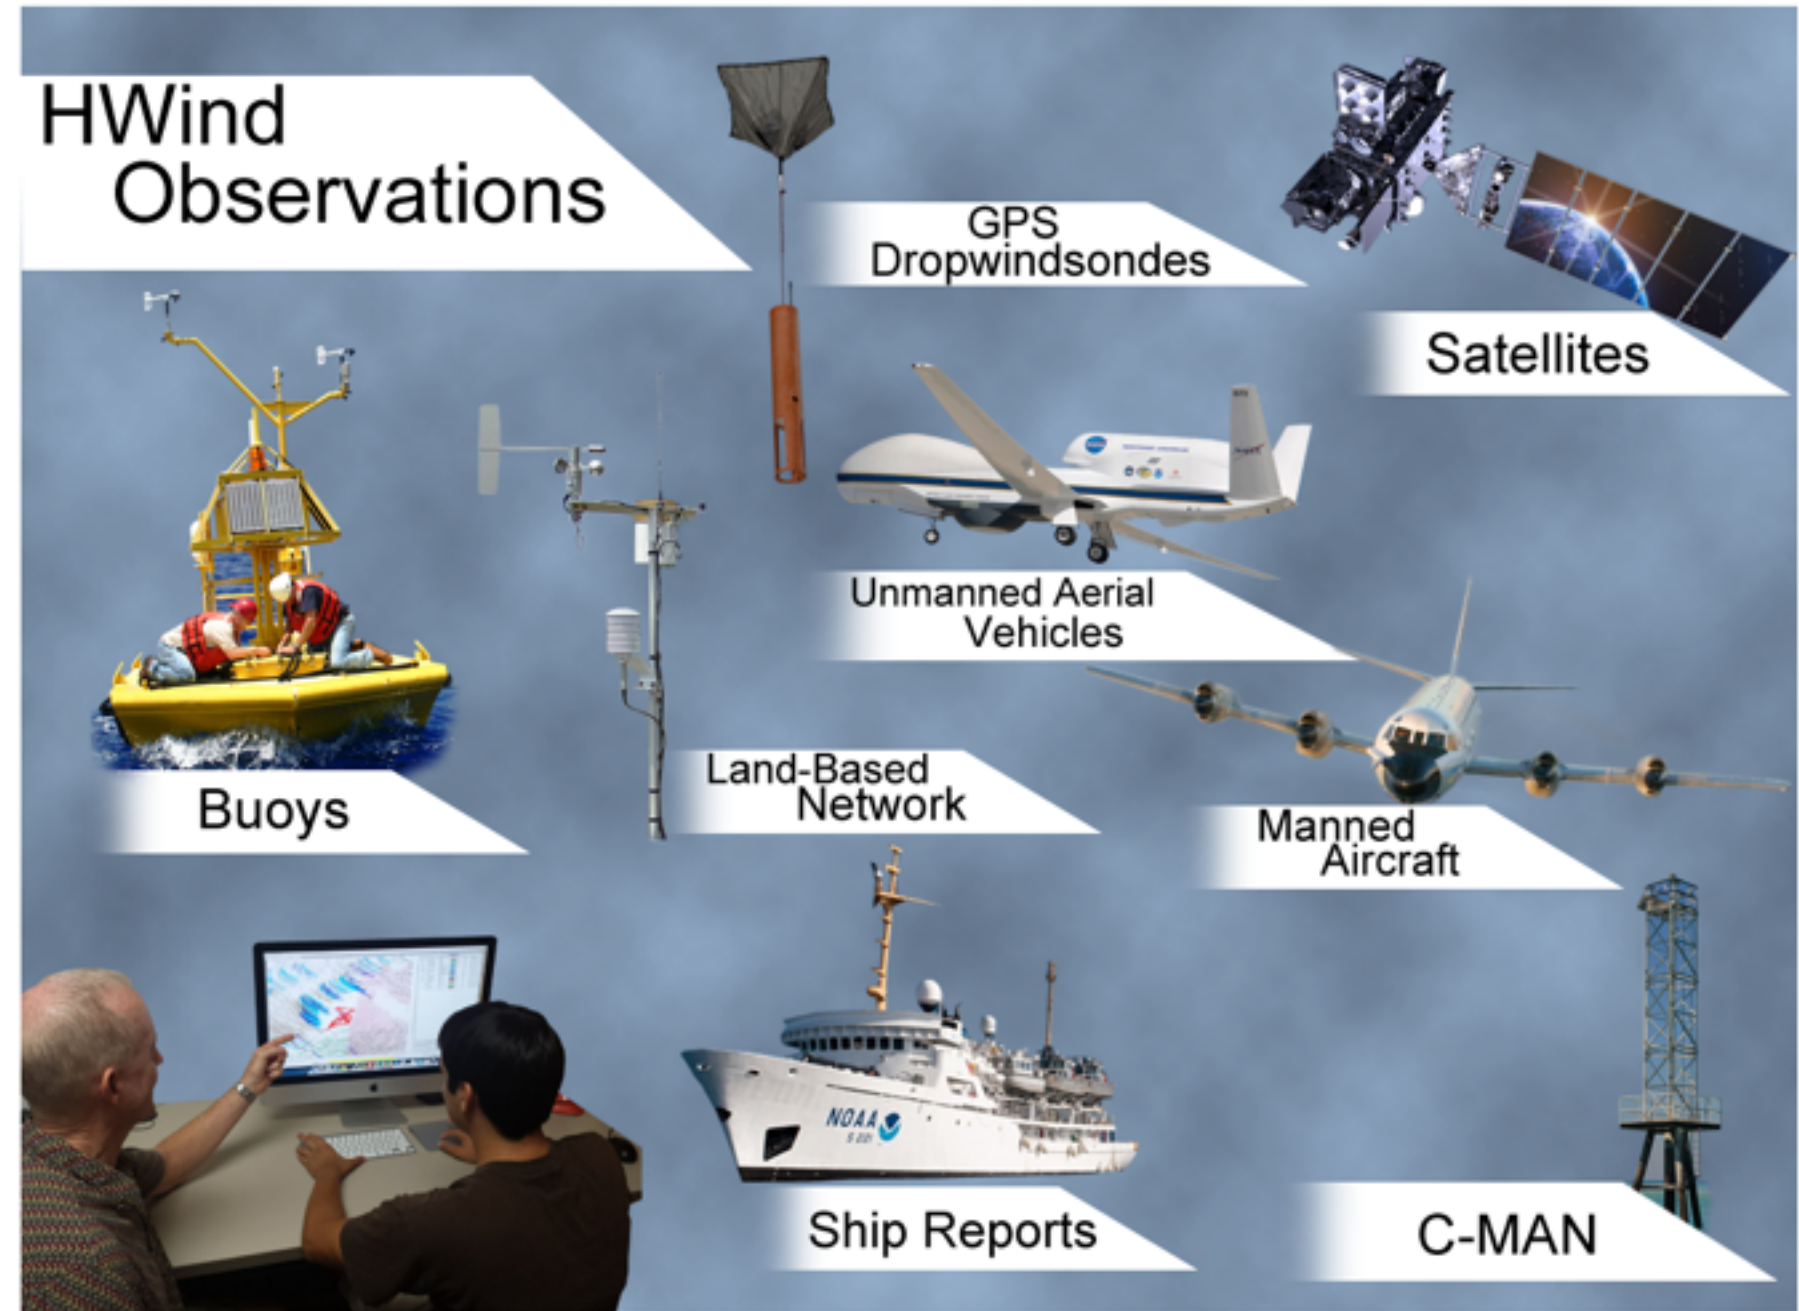 HWind
Observations
GPS
Dropwindsondes
Satellites
Unmanned Aerial
Vehicles
Buoys
Land-Based
Network
Manned
Aircraft
NOAA
Ship Reports
C-MAN